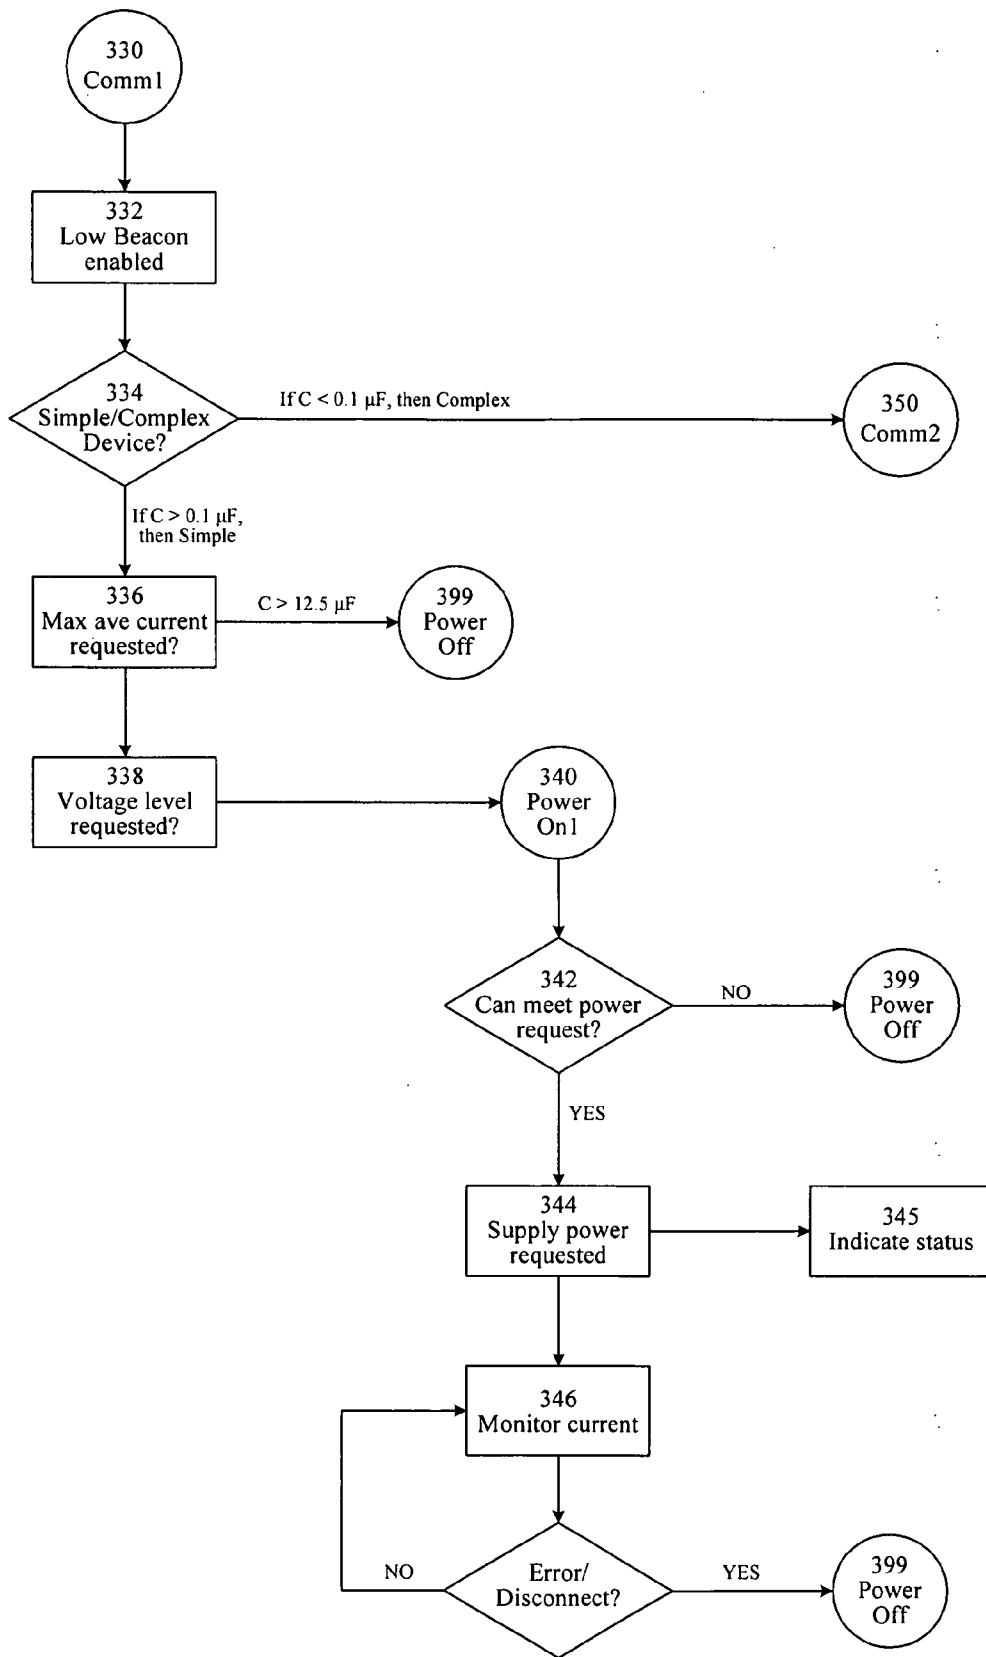 330
Comm1
332
Low Beacon
enabled
334
Simple/Complex
Device?
If C < 0.1 µF, then Complex
350
Comm2
If C > 0.1 µF,
then Simple
336
Max ave current
requested?
C > 12.5 µF
399
Power
Off
338
Voltage level
requested?
340
Power
On1
342
Can meet power
request?
NO
399
Power
Off
YES
344
Supply power
requested
345
Indicate status
346
Monitor current
NO
Error/
Disconnect?
YES
399
Power
Off